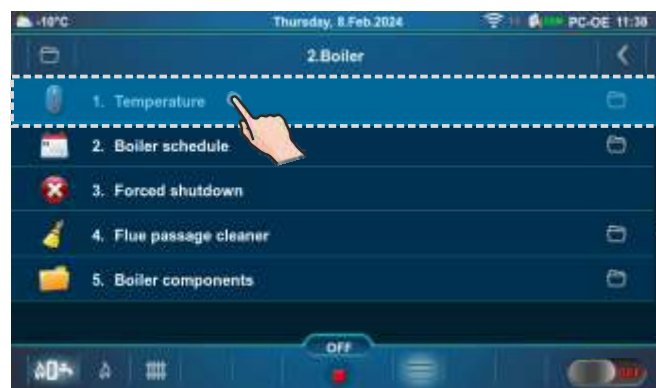 -10°C Thursday, 8.Feb.2024 PC-OE 11:38
2.Boiler
1. Temperature
2. Boiler schedule
3. Forced shutdown
4. Flue passage cleaner
5. Boiler components
OFF
OFF